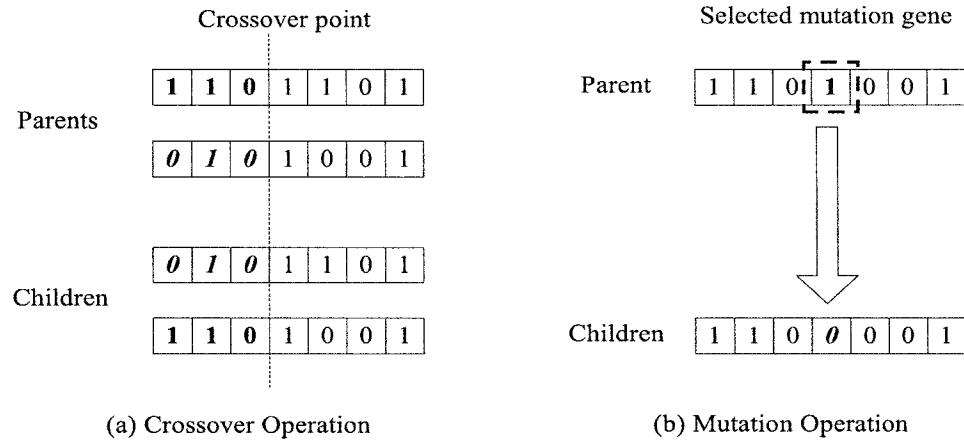 Crossover point
1 1 0 1 1 0 1
Parents
0 1 0 1 0 0 1
0 1 0 1 1 0 1
Children
1 1 0 1 0 0 1
(a) Crossover Operation
Selected mutation gene
Parent 1 1 0 1 0 0 1
Children 1 1 0 0 0 0 1
(b) Mutation Operation